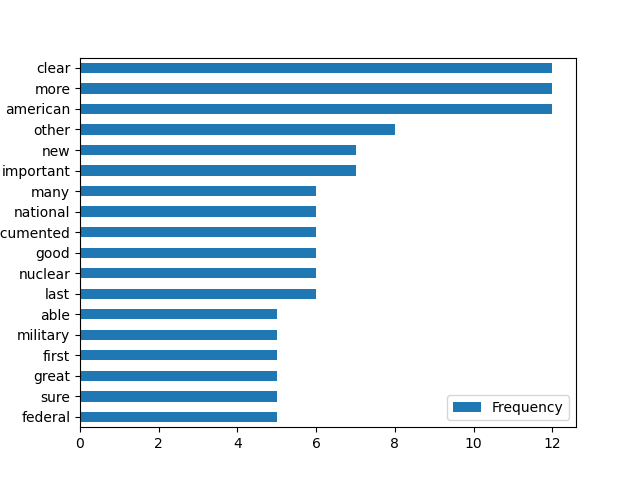 clear
more
american
other
new
important
many
national
cumented
good
nuclear
last
able
military
first
great
sure
federal
Frequency
0 2 4 6 8 10 12